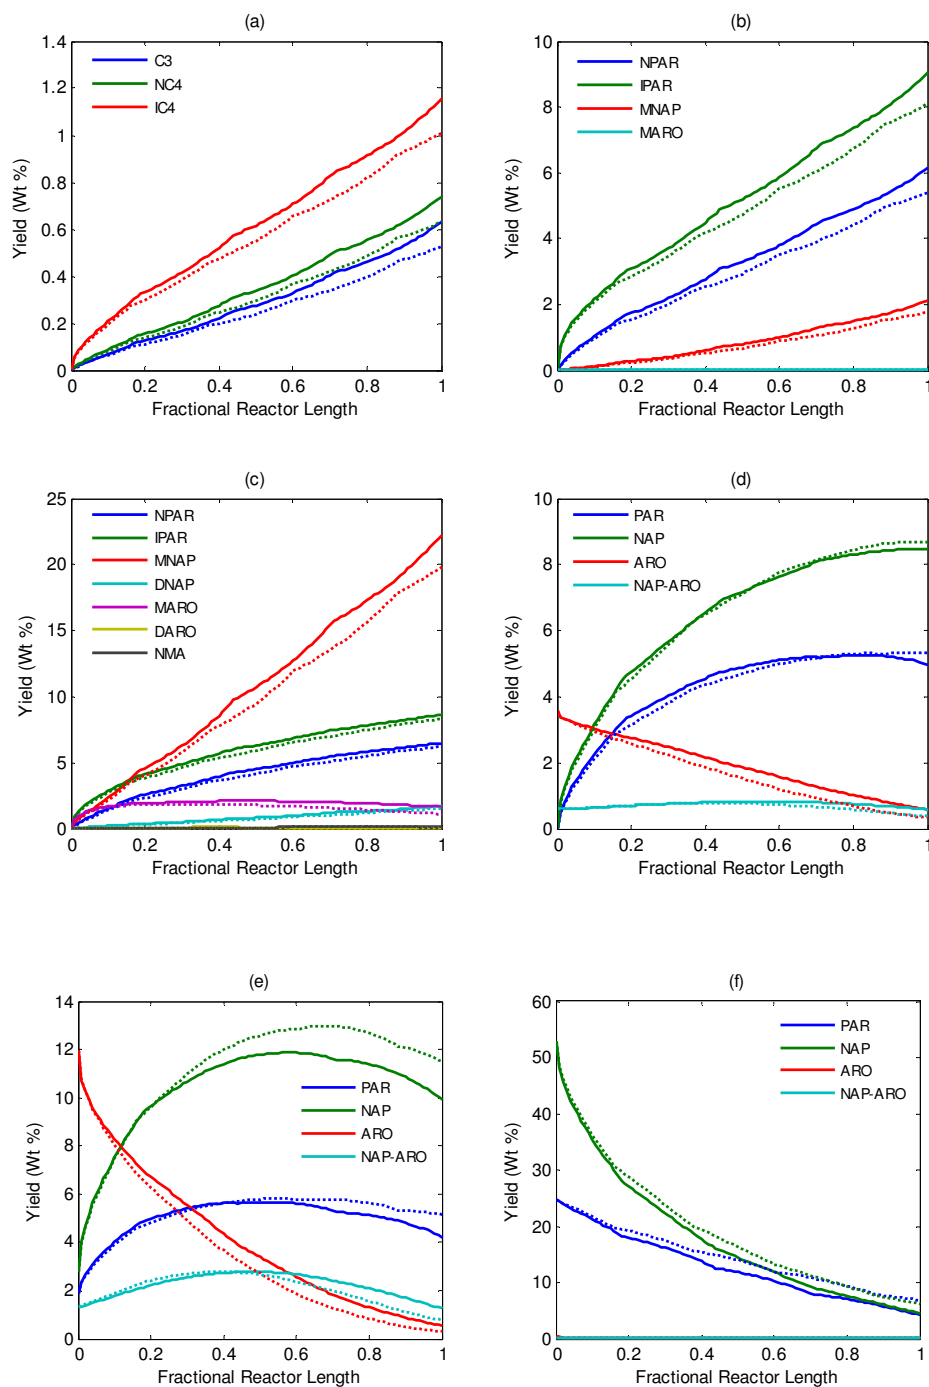 (a)
Yield (Wt %)
1.4
1.2
1
0.8
0.6
0.4
0.2
0
C3
NC4
IC4
0 0.2 0.4 0.6 0.8 1
Fractional Reactor Length
(b)
Yield (Wt %)
10
8
6
4
2
0
NPAR
IPAR
MNAP
MARO
0 0.2 0.4 0.6 0.8 1
Fractional Reactor Length
(c)
Yield (Wt %)
25
20
15
10
5
0
NPAR
IPAR
MNAP
DNAP
MARO
DARO
NMA
0 0.2 0.4 0.6 0.8 1
Fractional Reactor Length
(d)
Yield (Wt %)
10
8
6
4
2
0
PAR
NAP
ARO
NAP-ARO
0 0.2 0.4 0.6 0.8 1
Fractional Reactor Length
(e)
Yield (Wt %)
14
12
10
8
6
4
2
0
PAR
NAP
ARO
NAP-ARO
0 0.2 0.4 0.6 0.8 1
Fractional Reactor Length
(f)
Yield (Wt %)
60
50
40
30
20
10
0
PAR
NAP
ARO
NAP-ARO
0 0.2 0.4 0.6 0.8 1
Fractional Reactor Length